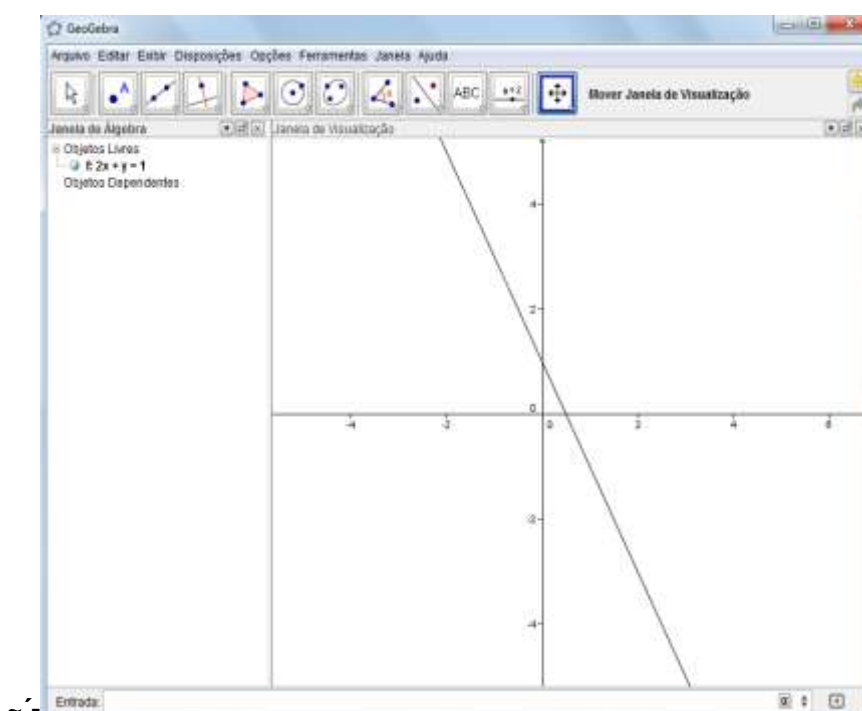 GeoGebra
Arquivo Editar Exibir Disposições Opções Ferramentas Janela Ajuda
A
ABC
a=2
Mover Janela de Visualização
Janela de Álgebra
Janela de Visualização
Objetos Livres
f: 2x + y = 1
Objetos Dependentes
4
2
0
-4 -2 0 2 4 6
-2
-4
Entrada: